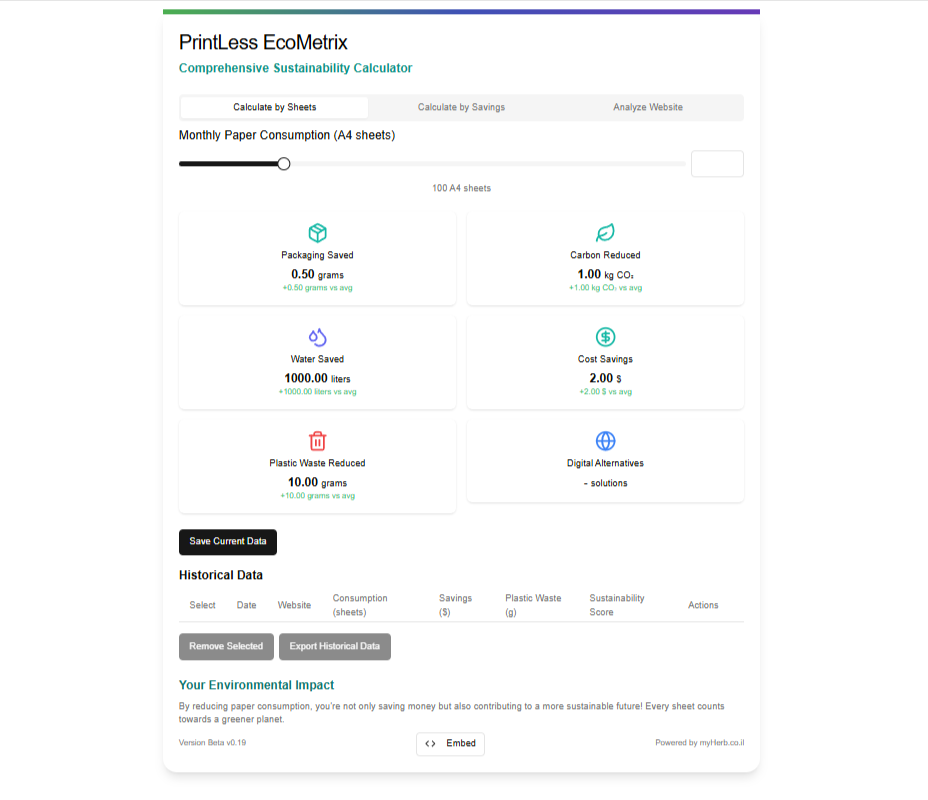 PrintLess EcoMetrix
Comprehensive Sustainability Calculator
Calculate by Sheets
Calculate by Savings
Analyze Website
Monthly Paper Consumption (A4 sheets)
100 A4 sheets
Packaging Saved
0.50 grams
+0.50 grams vs avg
Carbon Reduced
1.00 kg CO₂
+1.00 kg CO₂ vs avg
Water Saved
1000.00 liters
+1000.00 liters vs avg
Cost Savings
2.00 $
+2.00 $ vs avg
Plastic Waste Reduced
10.00 grams
+10.00 grams vs avg
Digital Alternatives
- solutions
Save Current Data
Historical Data
Select
Date
Website
Consumption
(sheets)
Savings
($)
Plastic Waste
(g)
Sustainability
Score
Actions
Remove Selected
Export Historical Data
Your Environmental Impact
By reducing paper consumption, you're not only saving money but also contributing to a more sustainable future! Every sheet counts
towards a greener planet.
Version Beta v0.19
Embed
Powered by myHerb.co.il